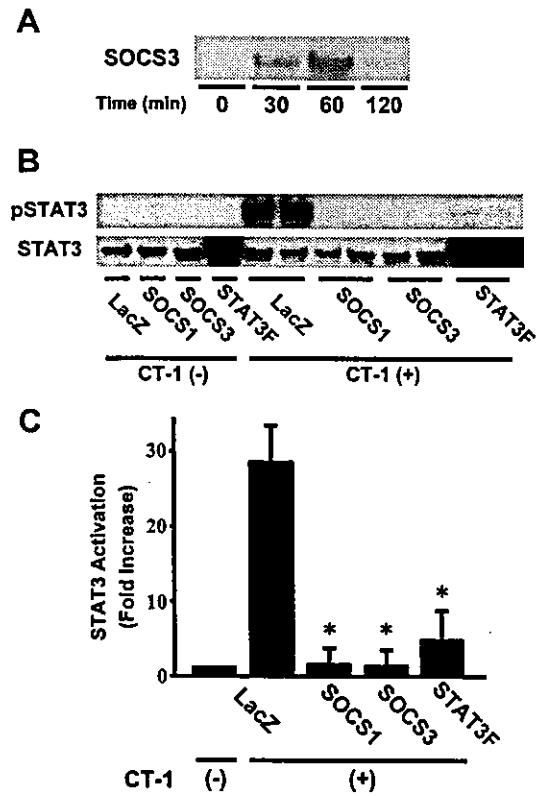 A
SOCS3
Time (min) 0 30 60 120
B
pSTAT3
STAT3
LacZ SOCS1 SOCS3 STAT3F LacZ SOCS1 SOCS3 STAT3F
CT-1 (-) CT-1 (+)
C
STAT3 Activation
(Fold Increase)
30
20
10
0
* * *
LacZ SOCS1 SOCS3 STAT3F
CT-1 (-) (+)